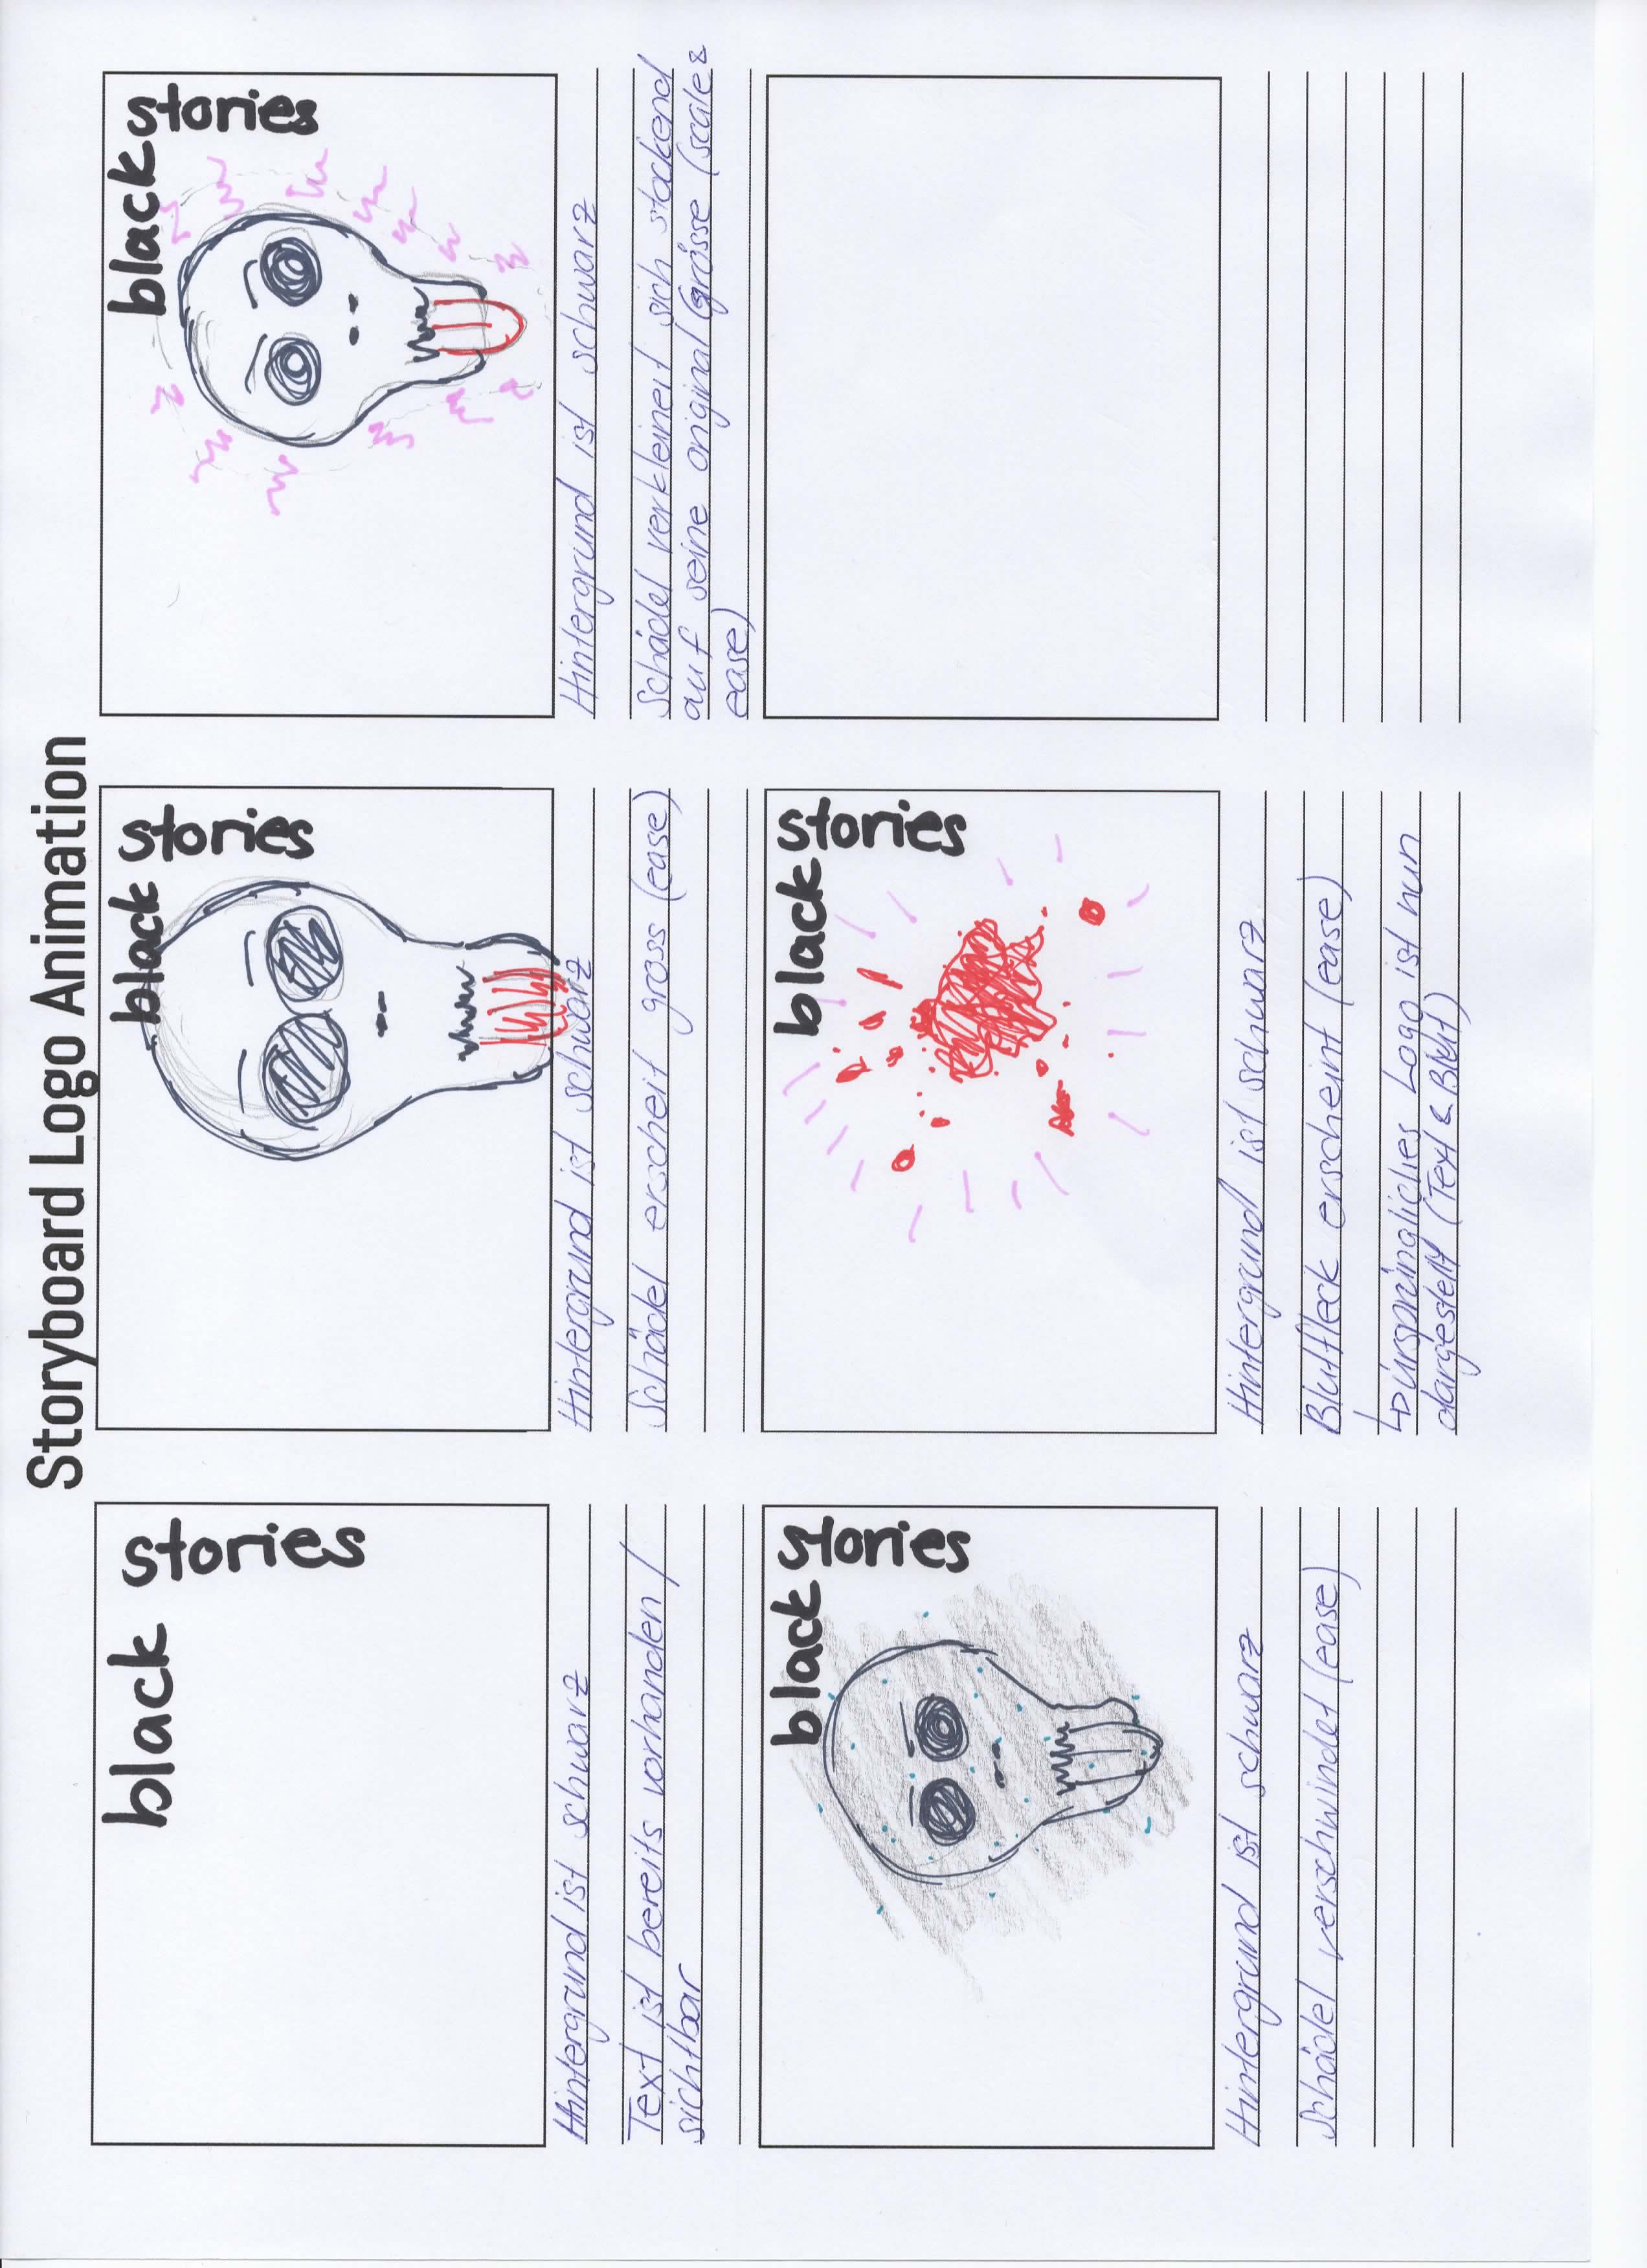 Storyboard Logo Animation
black
stories
Hintergrund ist schwarz
Text ist bereits vorhanden /
sichtbar
black
stories
Hintergrund ist schwarz
Schädel erscheit gross (ease)
black
stories
Hintergrund ist schwarz
Schädel verkleinert sich stockend
auf seine original grösse (scale &
ease)
black
stories
Hintergrund ist schwarz
Schädel verschwindet (ease)
black
stories
Hintergrund ist schwarz
Blutfleck erscheint (ease)
↳ ursprüngliches Logo ist nun
dargestellt (Text & Blut)